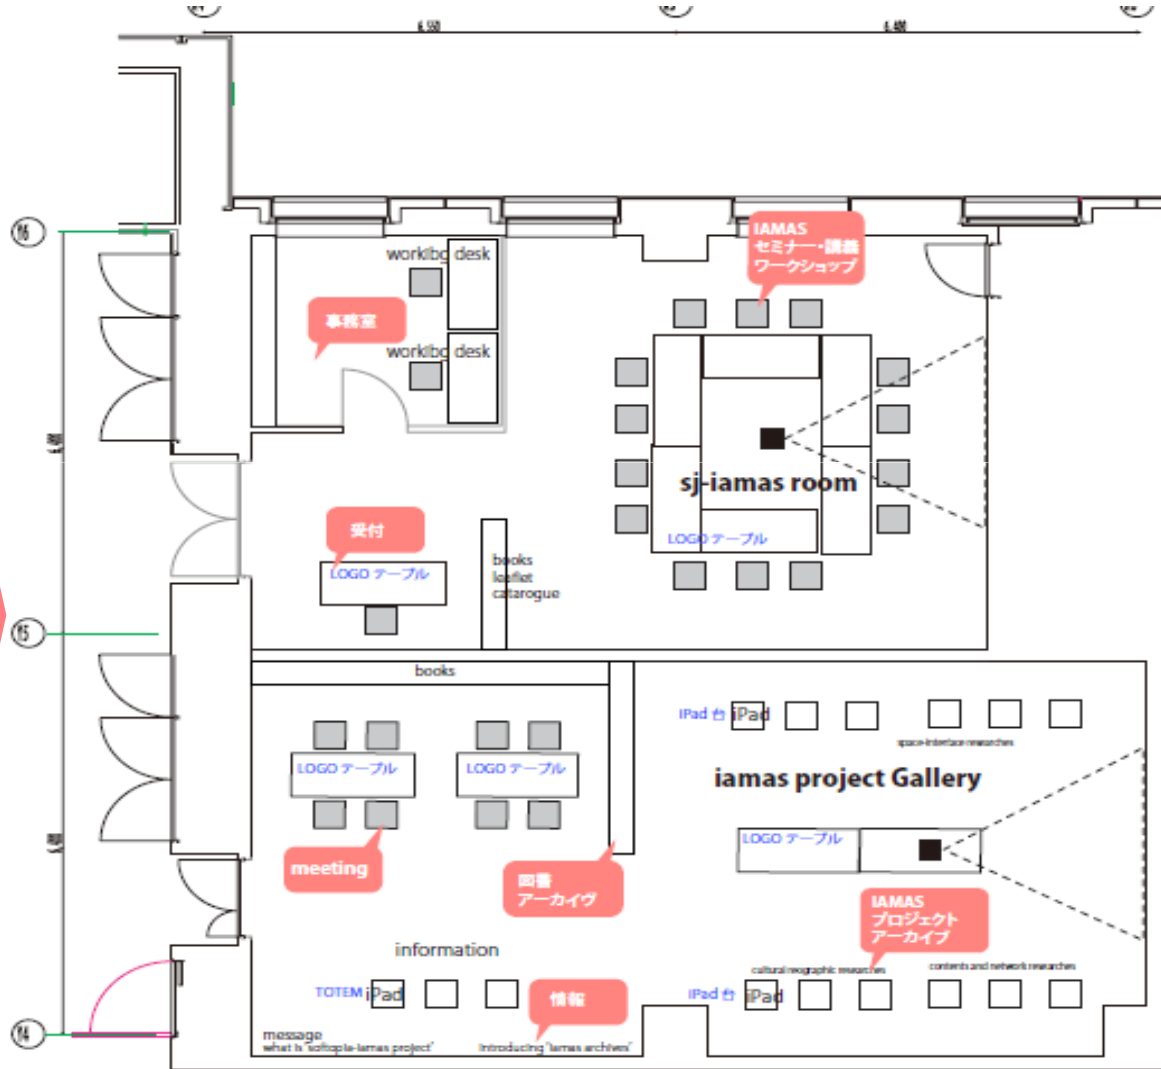 6.550
6.400
Y6
workibg desk
事務室
workibg desk
IAMAS
セミナー・講義
ワークショップ
sj-iamas room
LOGO テーブル
受付
LOGO テーブル
books
leaflet
catarogue
Y5
books
LOGO テーブル
LOGO テーブル
meeting
図書
アーカイヴ
iPad 台 iPad
space-interface researches
iamas project Gallery
LOGO テーブル
IAMAS
プロジェクト
アーカイブ
cultural reographic researches
contents and network researches
iPad 台 iPad
information
TOTEM iPad
情報
message
what is 'softopia-iamas project'
introducing 'iamas archives'
Y4